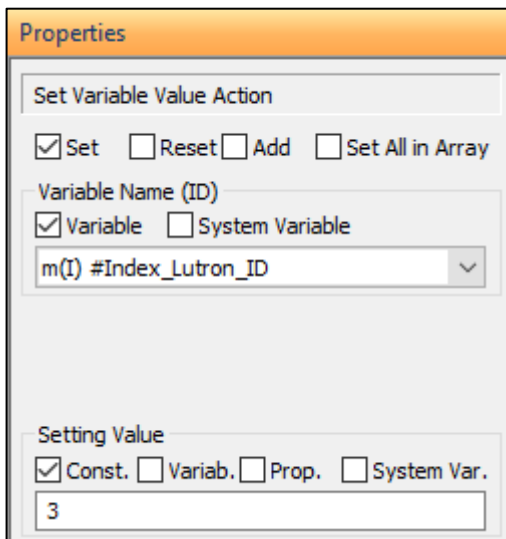 Properties
Set Variable Value Action
Set Reset Add Set All in Array
Variable Name (ID)
Variable System Variable
m(I) #Index_Lutron_ID
Setting Value
Const. Variab. Prop. System Var.
3